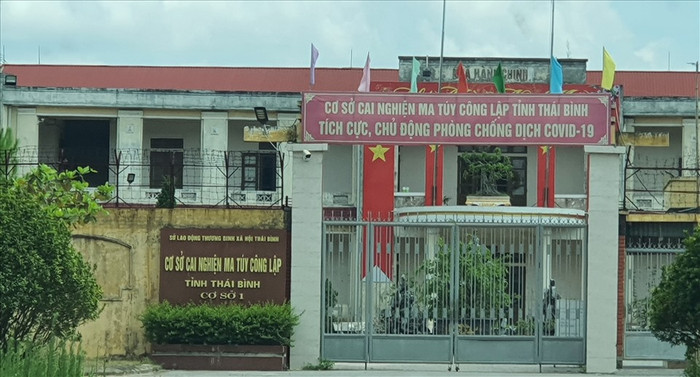 HÀNH CHÍNH
CƠ SỞ CAI NGHIỆN MA TÚY CÔNG LẬP TỈNH THÁI BÌNH
TÍCH CỰC, CHỦ ĐỘNG PHÒNG CHỐNG DỊCH COVID-19
SỞ LAO ĐỘNG THƯƠNG BINH XÃ HỘI THÁI BÌNH
CƠ SỞ CAI NGHIỆN MA TÚY CÔNG LẬP
TỈNH THÁI BÌNH
CƠ SỞ 1